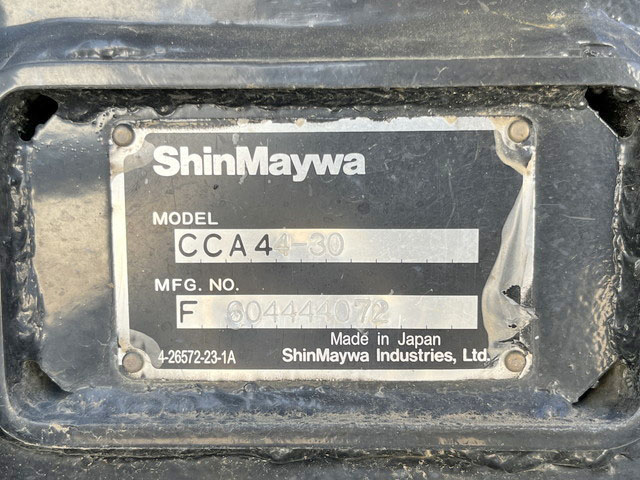 ShinMaywa
MODEL
CCA44-30
MFG. NO.
F 604444072
Made in Japan
4-26572-23-1A ShinMaywa Industries, Ltd.